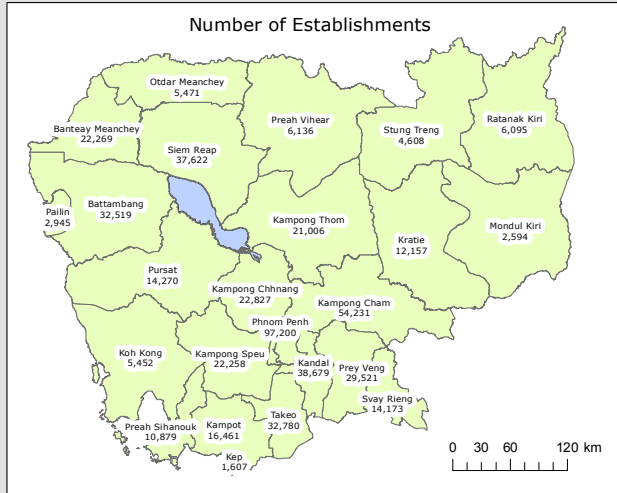 Number of Establishments
Otdar Meanchey
5,471
Preah Vihear
6,136
Stung Treng
4,608
Ratanak Kiri
6,095
Banteay Meanchey
22,269
Siem Reap
37,622
Battambang
32,519
Pailin
2,945
Kampong Thom
21,006
Kratie
12,157
Mondul Kiri
2,594
Pursat
14,270
Kampong Chhnang
22,827
Kampong Cham
54,231
Phnom Penh
97,200
Koh Kong
5,452
Kampong Speu
22,258
Kandal
38,679
Prey Veng
29,521
Svay Rieng
14,173
Preah Sihanouk
10,879
Kampot
16,461
Takeo
32,780
Kep
1,607
0 30 60 120 km